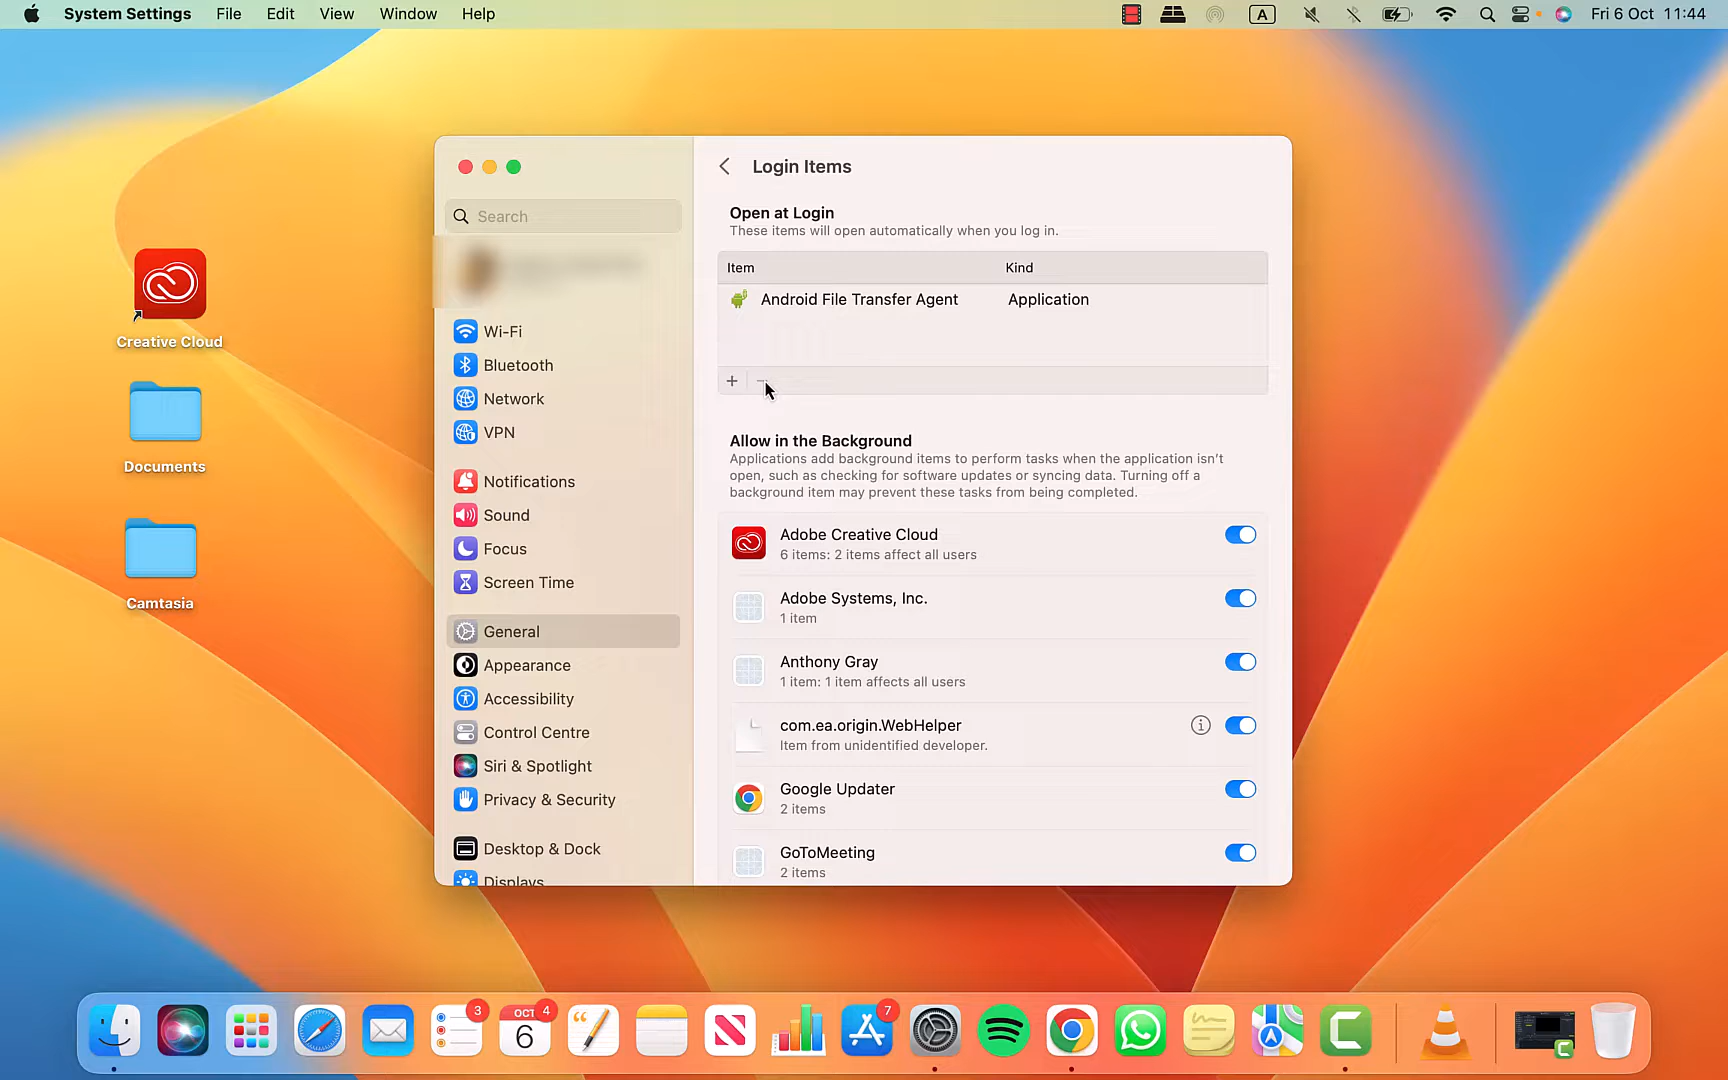 System Settings File Edit View Window Help
A
Fri 6 Oct 11:44
Creative Cloud
Documents
Camtasia
Search
Wi-Fi
Bluetooth
Network
VPN
Notifications
Sound
Focus
Screen Time
General
Appearance
Accessibility
Control Centre
Siri & Spotlight
Privacy & Security
Desktop & Dock
Displays
Login Items
Open at Login
These items will open automatically when you log in.
Item Kind
Android File Transfer Agent Application
Allow in the Background
Applications add background items to perform tasks when the application isn't
open, such as checking for software updates or syncing data. Turning off a
background item may prevent these tasks from being completed.
Adobe Creative Cloud
6 items: 2 items affect all users
Adobe Systems, Inc.
1 item
Anthony Gray
1 item: 1 item affects all users
com.ea.origin.WebHelper
Item from unidentified developer.
Google Updater
2 items
GoToMeeting
2 items
3
OCT 4
6
7